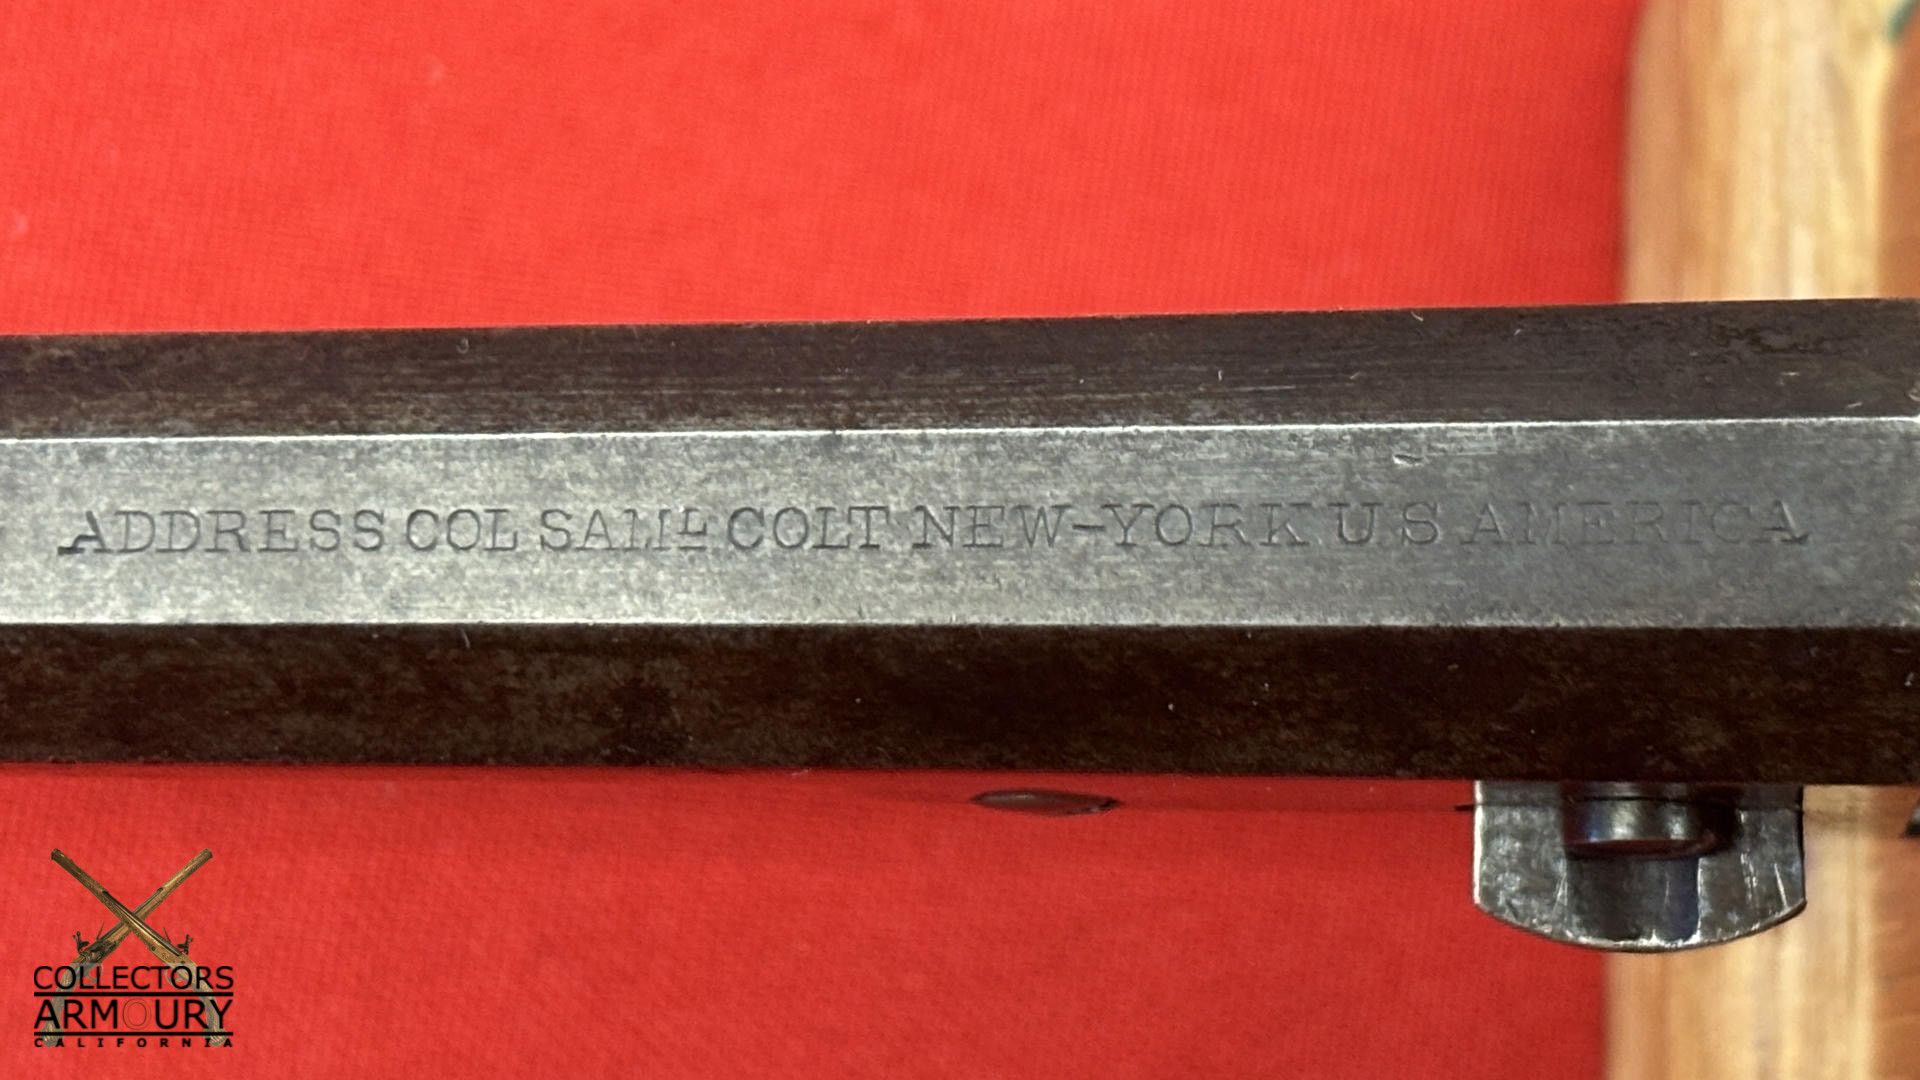 ADDRESS COL SAMˡ COLT NEW-YORK U S AMERICA
COLLECTORS
ARMOURY
CALIFORNIA